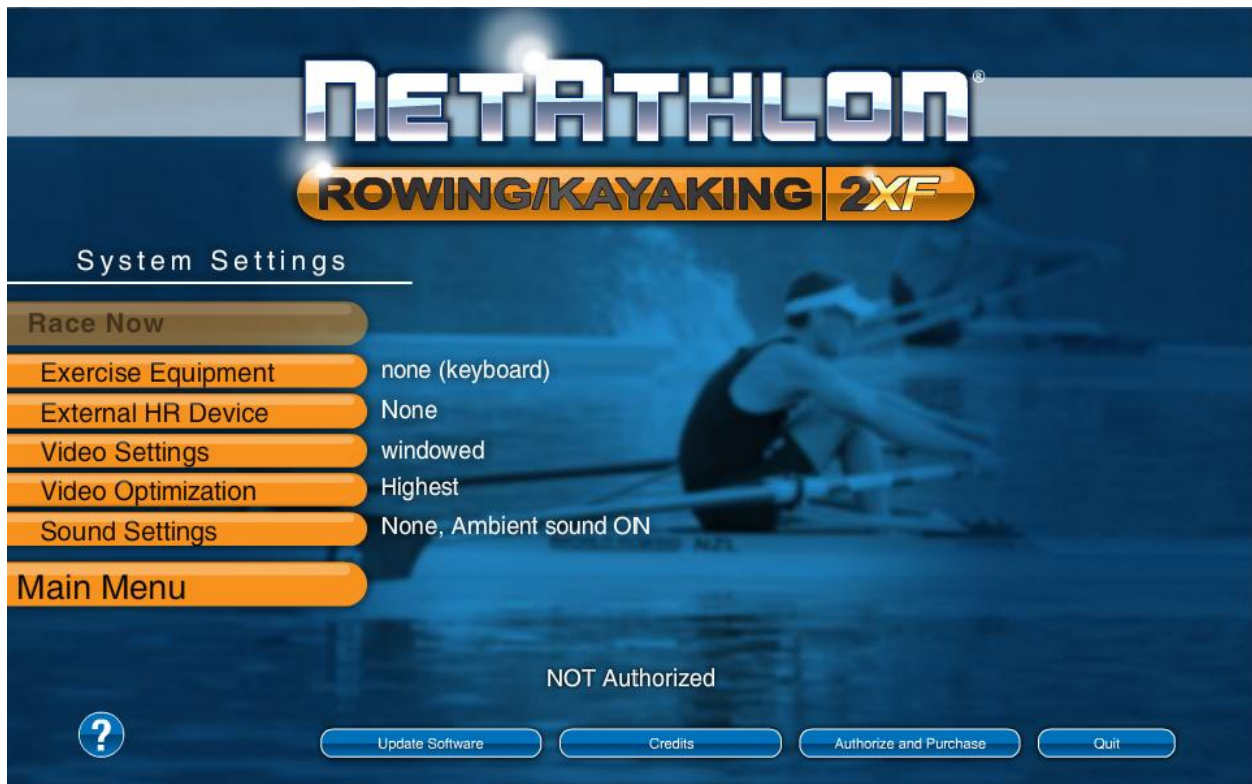 NETATHLON®
ROWING/KAYAKING 2XF
System Settings
Race Now
Exercise Equipment none (keyboard)
External HR Device None
Video Settings windowed
Video Optimization Highest
Sound Settings None, Ambient sound ON
Main Menu
NOT Authorized
? Update Software Credits Authorize and Purchase Quit